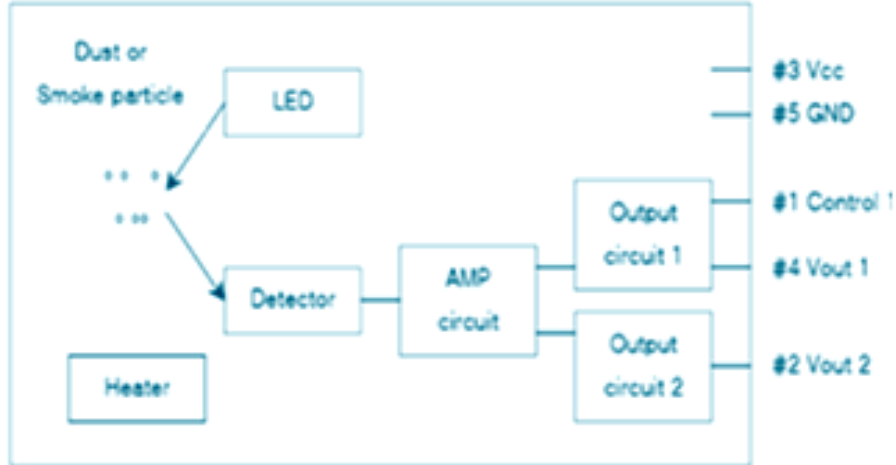 Dust or
Smoke particle
LED
#3 Vcc
#5 GND
Output
circuit 1
#1 Control 1
#4 Vout 1
AMP
circuit
Detector
Output
circuit 2
#2 Vout 2
Heater